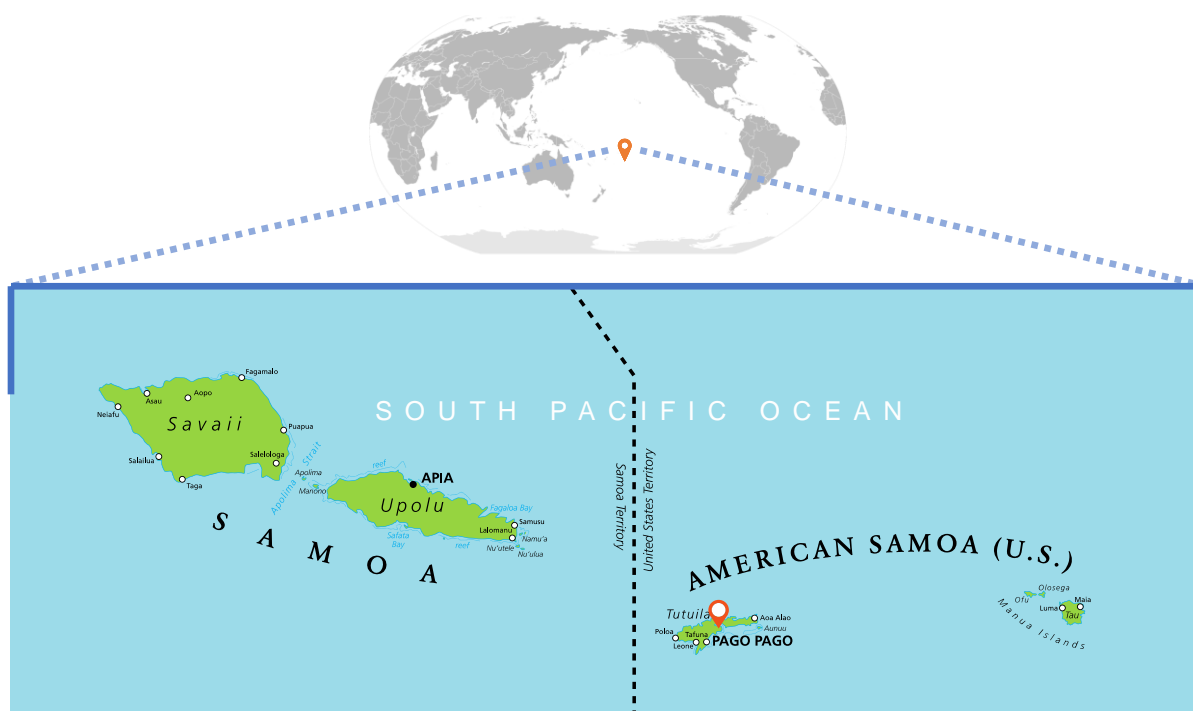 SOUTH PACIFIC OCEAN
Fagamalo
Asau
Aopo
Neiafu
Savaii
Puapua
Salailua
Salelologa
Taga
Apolima Strait
Apolima
Manono
reef
APIA
Upolu
Fagaloa Bay
Samusu
Lalomanu
Namu'a
Nu'utele
Nu'ulua
Safata
Bay
reef
SAMOA
Samoa Territory
United States Territory
AMERICAN SAMOA (U.S.)
Tutuila
Aoa Alao
Aunuu
Poloa
Tafuna
PAGO PAGO
Leone
Ofu
Olosega
Maia
Luma
Tau
Manua Islands